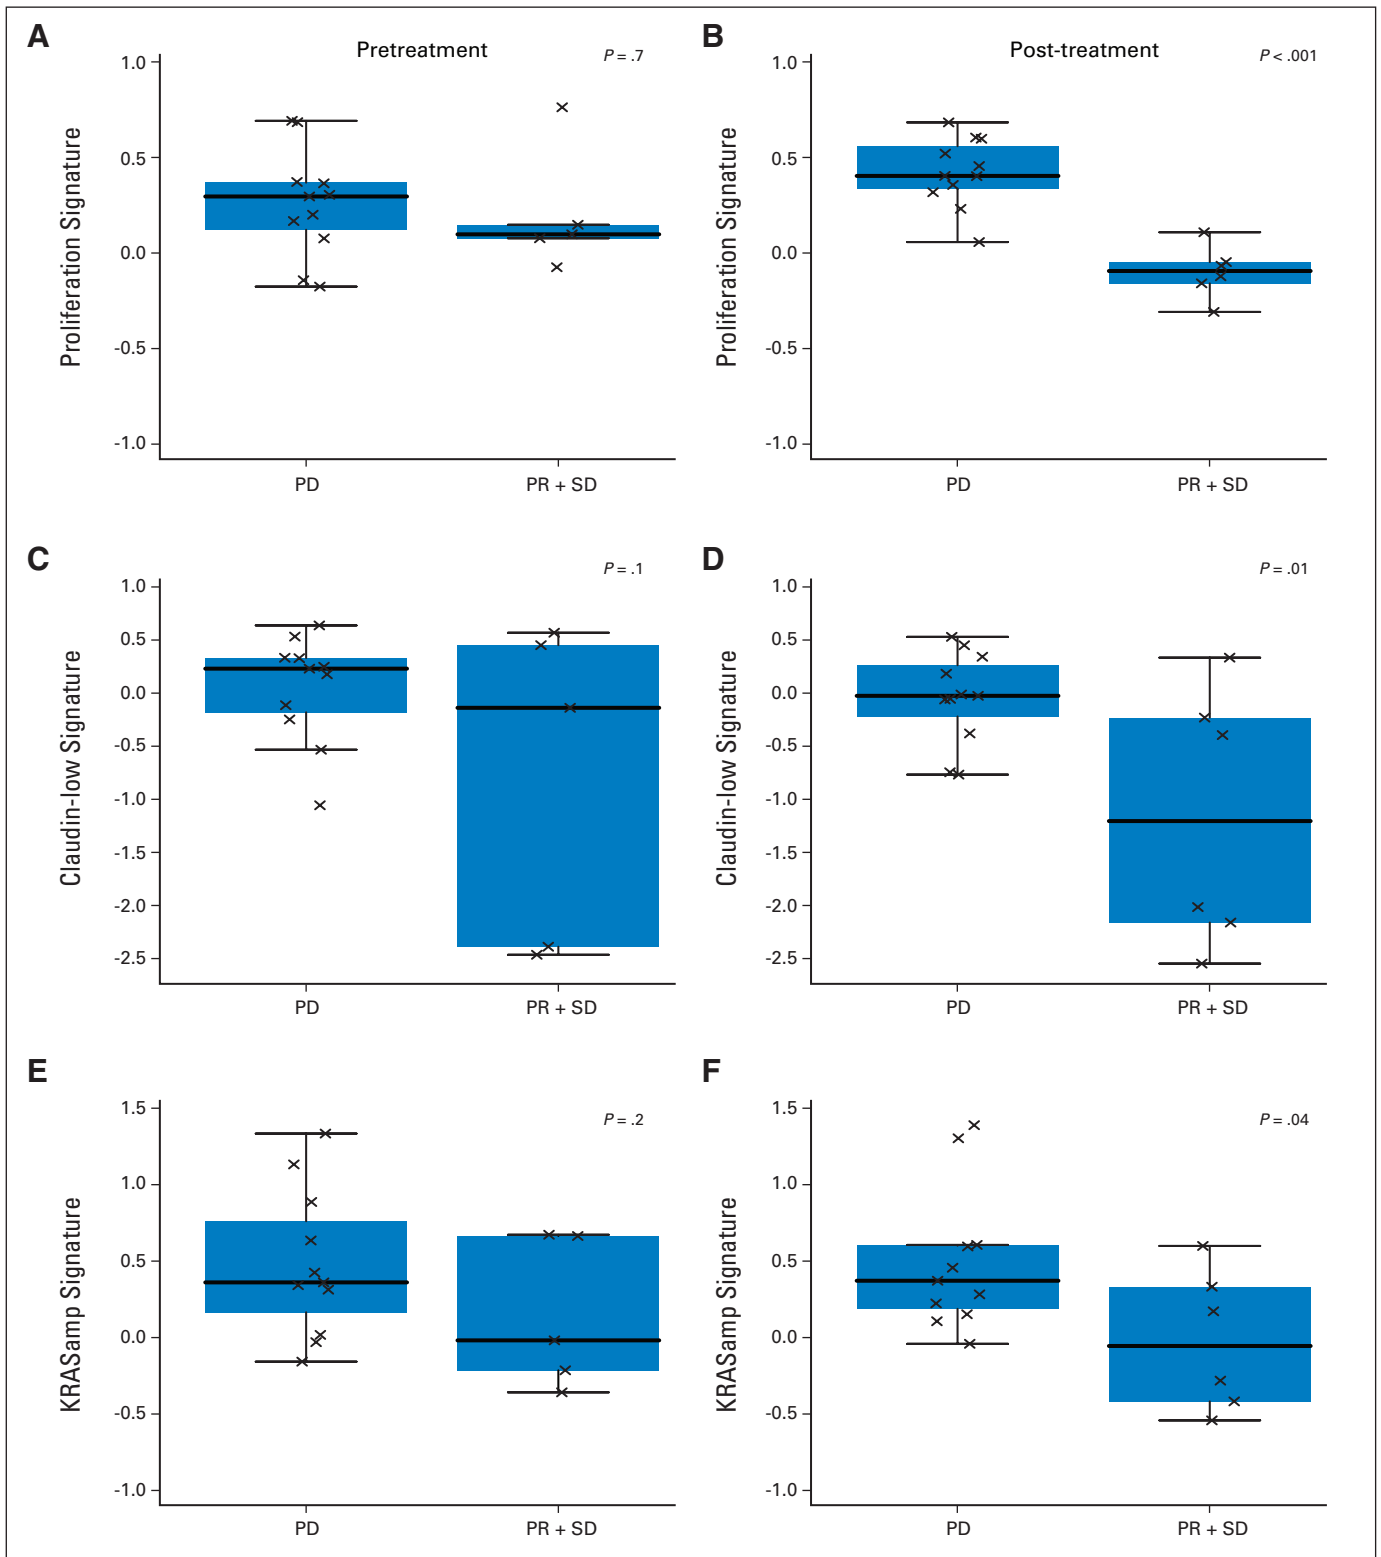 A
Pretreatment
P = .7
Proliferation Signature
1.0
0.5
0.0
-0.5
-1.0
PD
PR + SD
B
Post-treatment
P < .001
Proliferation Signature
1.0
0.5
0.0
-0.5
-1.0
PD
PR + SD
C
P = .1
Claudin-low Signature
1.0
0.5
0.0
-0.5
-1.0
-1.5
-2.0
-2.5
PD
PR + SD
D
P = .01
Claudin-low Signature
1.0
0.5
0.0
-0.5
-1.0
-1.5
-2.0
-2.5
PD
PR + SD
E
P = .2
KRASamp Signature
1.5
1.0
0.5
0.0
-0.5
-1.0
PD
PR + SD
F
P = .04
KRASamp Signature
1.5
1.0
0.5
0.0
-0.5
-1.0
PD
PR + SD